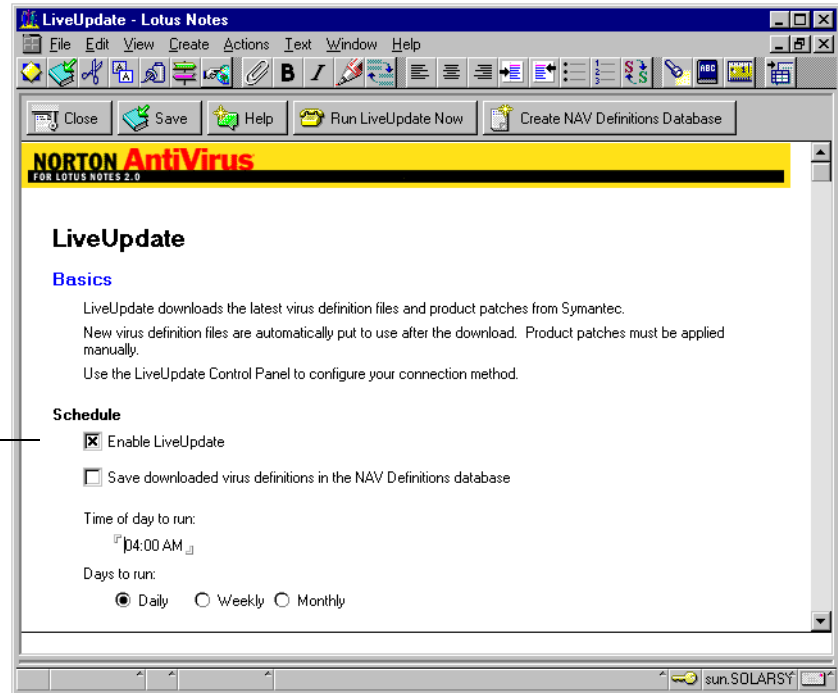 LiveUpdate - Lotus Notes
File Edit View Create Actions Text Window Help
Close Save Help Run LiveUpdate Now Create NAV Definitions Database
NORTON AntiVirus
FOR LOTUS NOTES 2.0
LiveUpdate
Basics
LiveUpdate downloads the latest virus definition files and product patches from Symantec.
New virus definition files are automatically put to use after the download. Product patches must be applied
manually.
Use the LiveUpdate Control Panel to configure your connection method.
Schedule
Enable LiveUpdate
Save downloaded virus definitions in the NAV Definitions database
Time of day to run:
04:00 AM
Days to run:
Daily Weekly Monthly
sun.SOLARSY